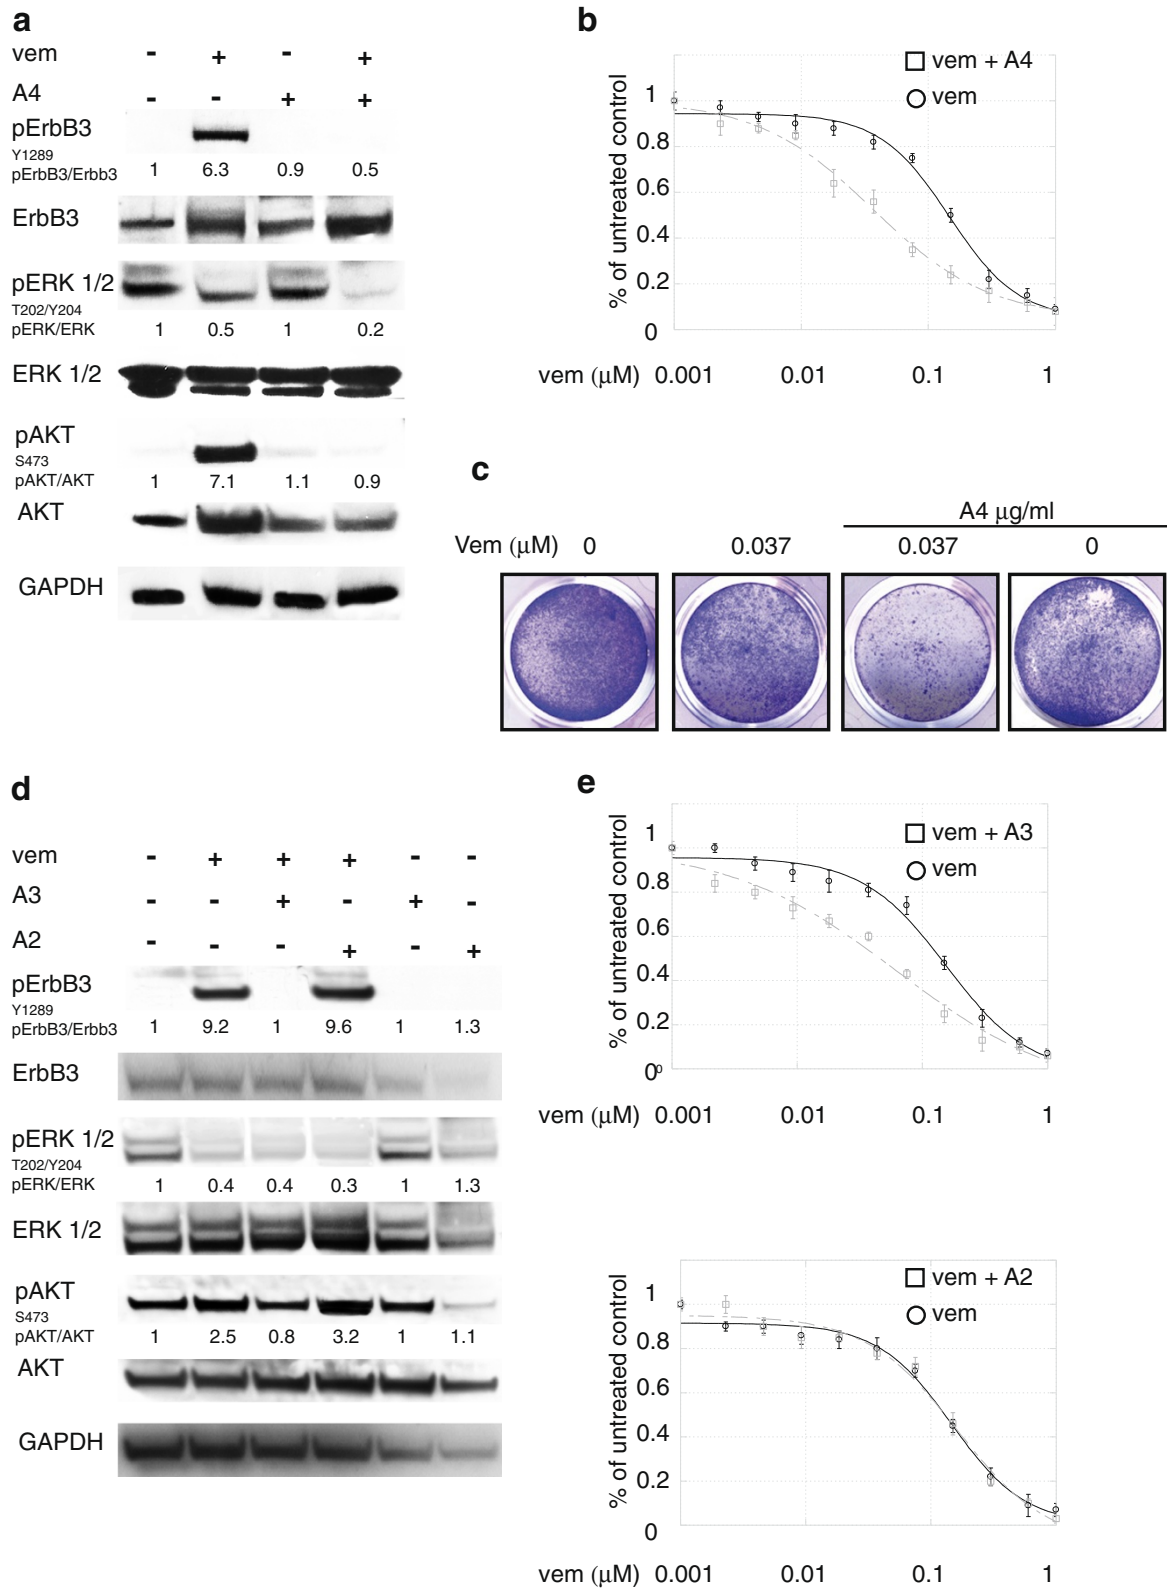 a
vem - + - +
A4 - - + +
pErbB3
Y1289
pErbB3/Erbb3 1 6.3 0.9 0.5
ErbB3
pERK 1/2
T202/Y204
pERK/ERK 1 0.5 1 0.2
ERK 1/2
pAKT
S473
pAKT/AKT 1 7.1 1.1 0.9
AKT
GAPDH
b
vem + A4
vem
% of untreated control
1
0.8
0.6
0.4
0.2
0
vem (μM) 0.001 0.01 0.1 1
c
A4 μg/ml
Vem (μM) 0 0.037 0.037 0
d
vem - + + + - -
A3 - - + - + -
A2 - - - + - +
pErbB3
Y1289
pErbB3/Erbb3 1 9.2 1 9.6 1 1.3
ErbB3
pERK 1/2
T202/Y204
pERK/ERK 1 0.4 0.4 0.3 1 1.3
ERK 1/2
pAKT
S473
pAKT/AKT 1 2.5 0.8 3.2 1 1.1
AKT
GAPDH
e
vem + A3
vem
% of untreated control
1
0.8
0.6
0.4
0.2
0 0
vem (μM) 0.001 0.01 0.1 1
vem + A2
vem
% of untreated control
1
0.8
0.6
0.4
0.2
0
vem (μM) 0.001 0.01 0.1 1